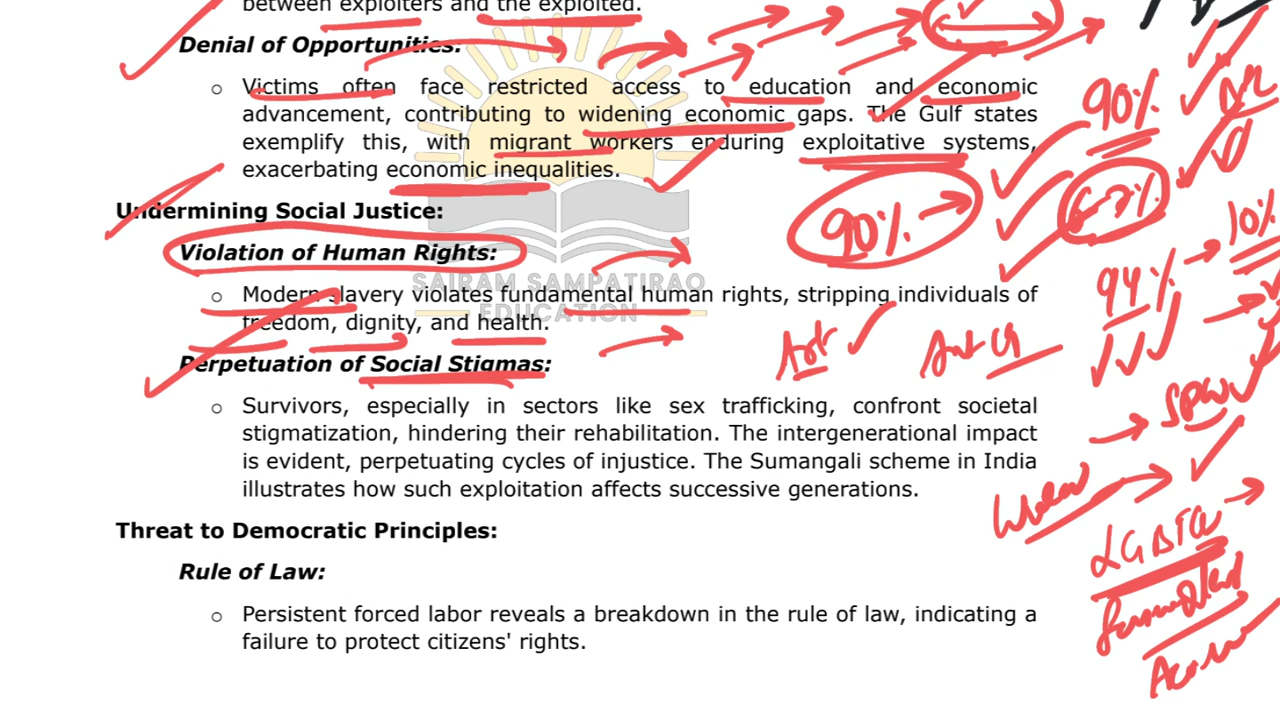 between exploiters and the exploited.
Denial of Opportunities:
o Victims often face restricted access to education and economic
advancement, contributing to widening economic gaps. The Gulf states
exemplify this, with migrant workers enduring exploitative systems,
exacerbating economic inequalities.
Undermining Social Justice:
Violation of Human Rights:
o Modern slavery violates fundamental human rights, stripping individuals of
freedom, dignity, and health.
Perpetuation of Social Stigmas:
o Survivors, especially in sectors like sex trafficking, confront societal
stigmatization, hindering their rehabilitation. The intergenerational impact
is evident, perpetuating cycles of injustice. The Sumangali scheme in India
illustrates how such exploitation affects successive generations.
Threat to Democratic Principles:
Rule of Law:
o Persistent forced labor reveals a breakdown in the rule of law, indicating a
failure to protect citizens' rights.
SAIRAM SAMPATIRAO
EDUCATION
90%
90%
6-7%
10%
94%
Art